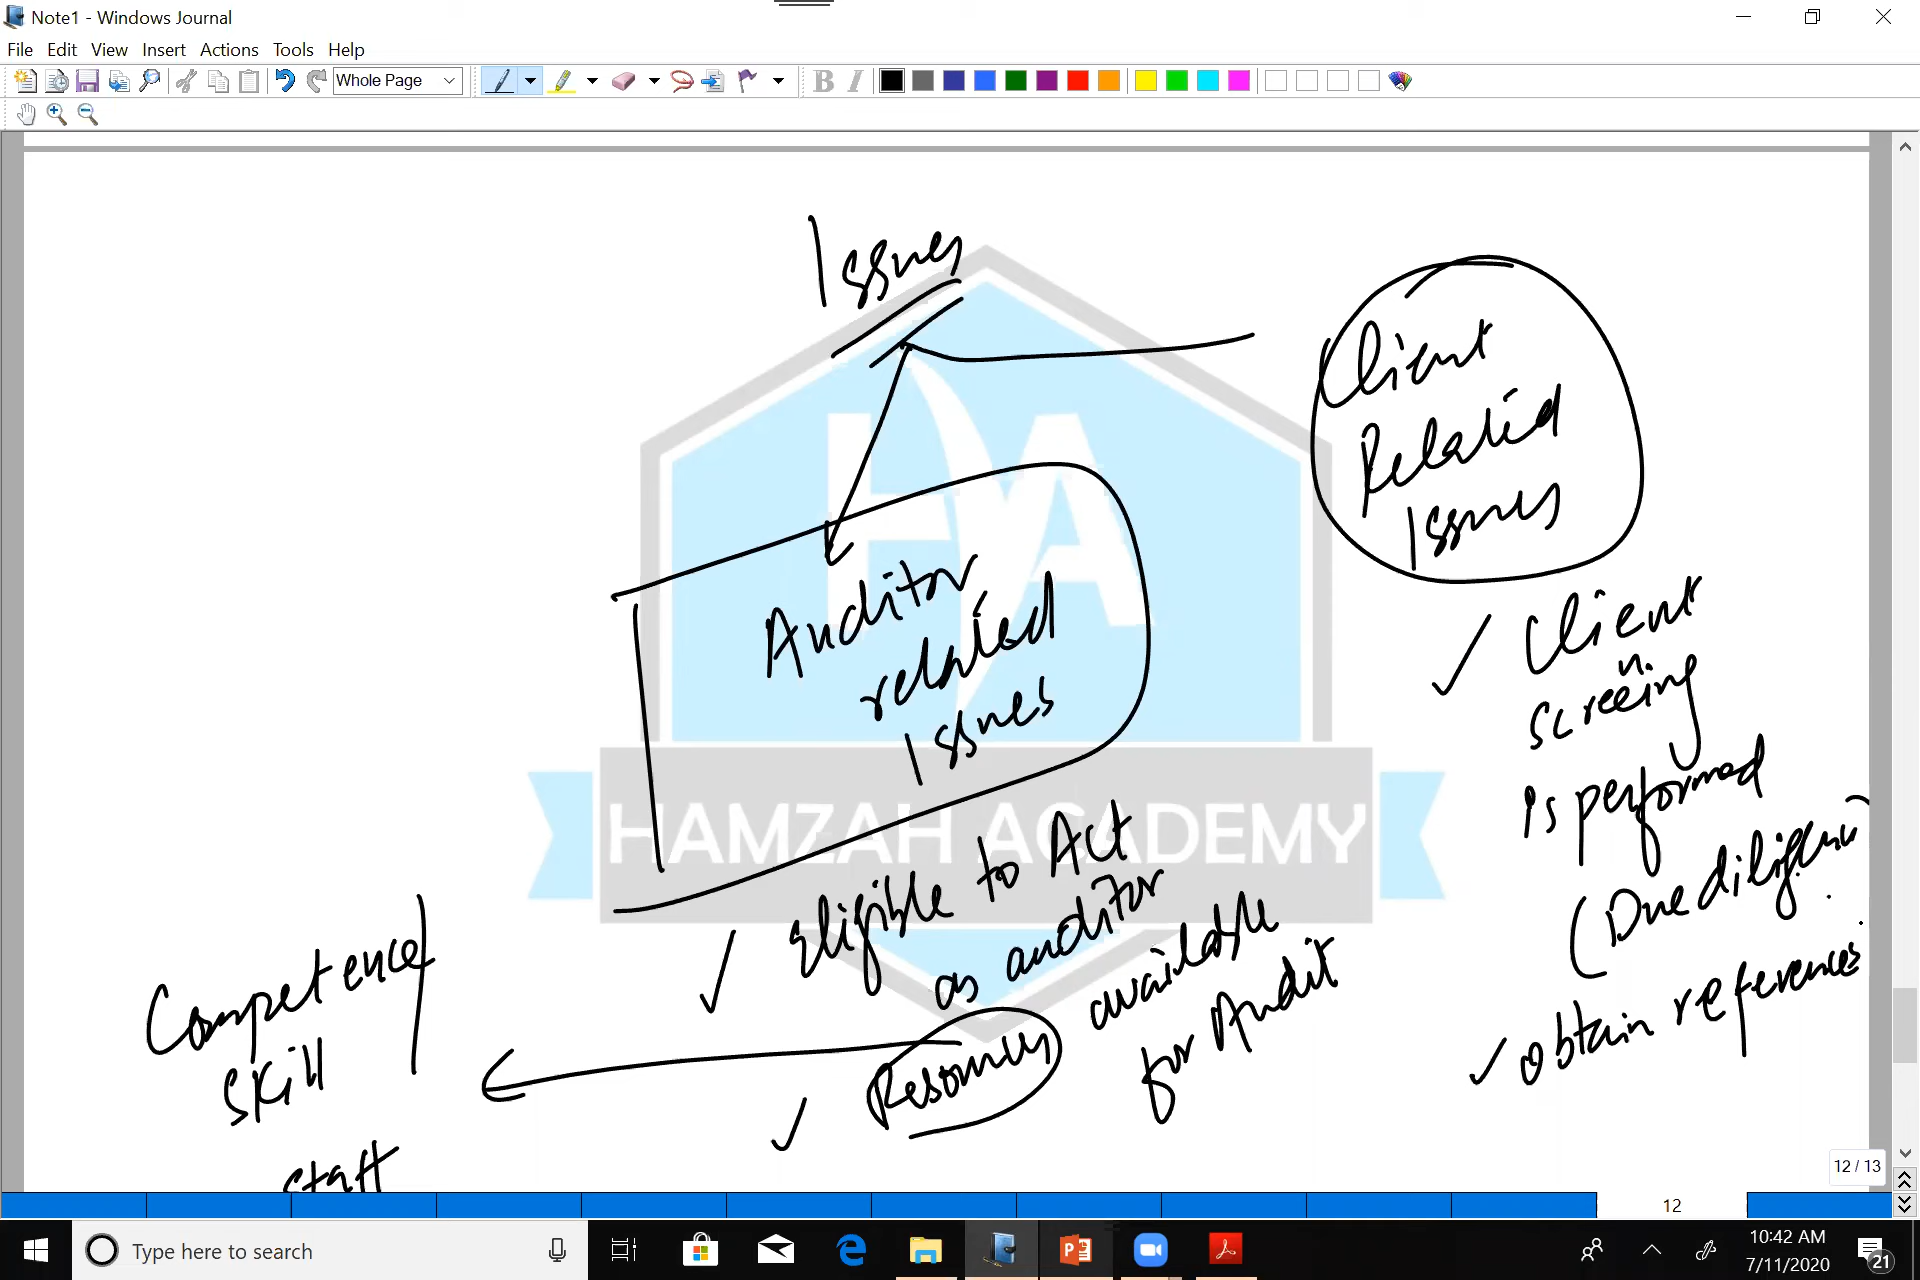 Note1 - Windows Journal
File Edit View Insert Actions Tools Help
Whole Page
B I
Issues
Client
Related
Issues
Auditor
related
Issues
HAMZAH ACADEMY
✓ Client
screening
is performed
(Due diligence
✓ obtain references
✓ Eligible to Act
as auditor
✓ Resources available
for Audit
Competence/
Skill
Staff
12 / 13
12
Type here to search
10:42 AM
7/11/2020
21